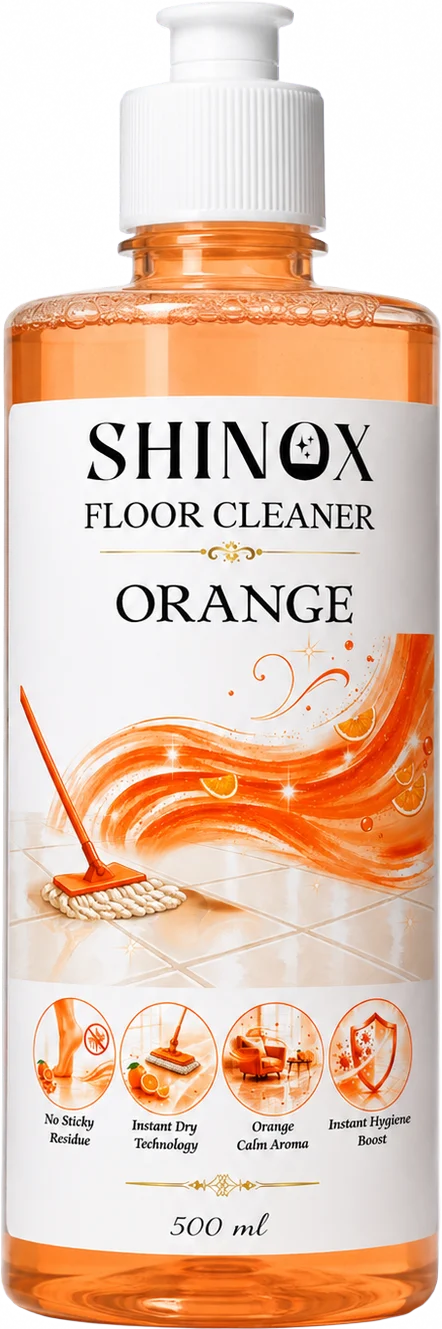 SHINOX
FLOOR CLEANER
ORANGE
No Sticky
Residue
Instant Dry
Technology
Orange
Calm Aroma
Instant Hygiene
Boost
500 ml